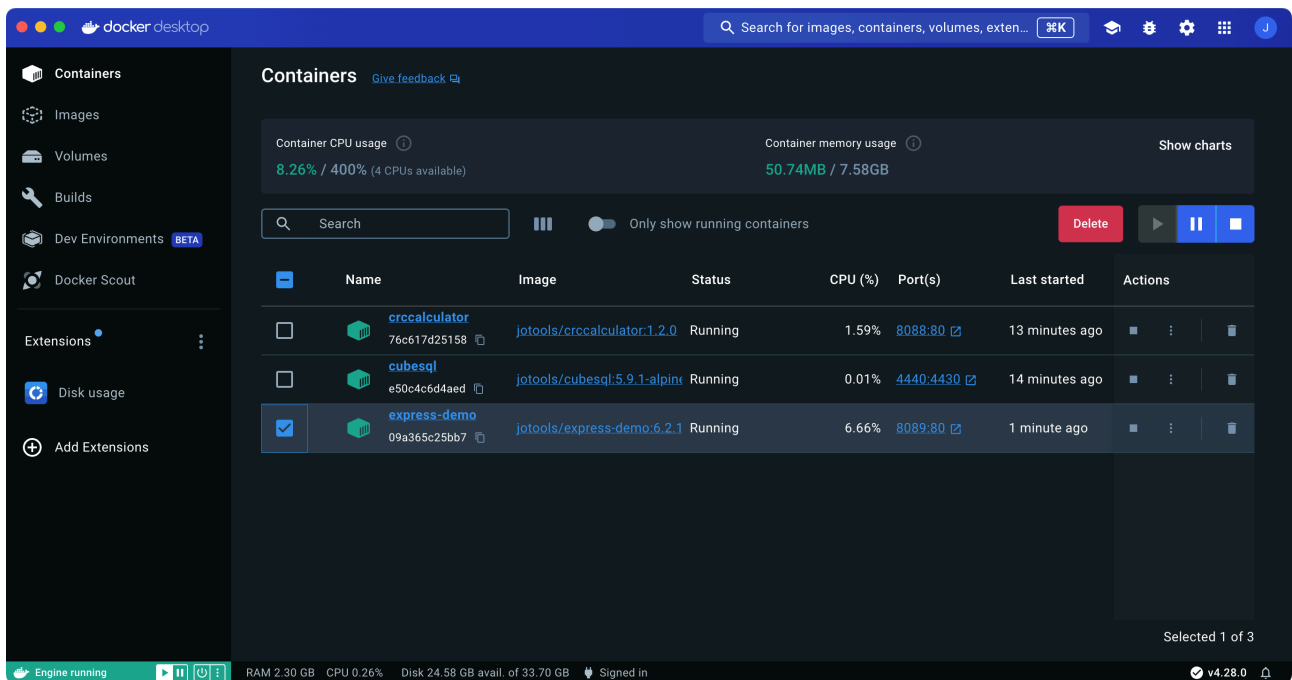 docker desktop
Search for images, containers, volumes, exten... ⌘K
J
Containers
Images
Volumes
Builds
Dev Environments BETA
Docker Scout
Extensions
Disk usage
Add Extensions
Containers Give feedback
Container CPU usage
8.26% / 400% (4 CPUs available)
Container memory usage
50.74MB / 7.58GB
Show charts
Search
Only show running containers
Delete
Name Image Status CPU (%) Port(s) Last started Actions
crccalculator
76c617d25158
jotools/crccalculator:1.2.0 Running 1.59% 8088:80 13 minutes ago
cubesql
e50c4c6d4aed
jotools/cubesql:5.9.1-alpine Running 0.01% 4440:4430 14 minutes ago
express-demo
09a365c25bb7
jotools/express-demo:6.2.1 Running 6.66% 8089:80 1 minute ago
Selected 1 of 3
Engine running
RAM 2.30 GB CPU 0.26% Disk 24.58 GB avail. of 33.70 GB Signed in
v4.28.0